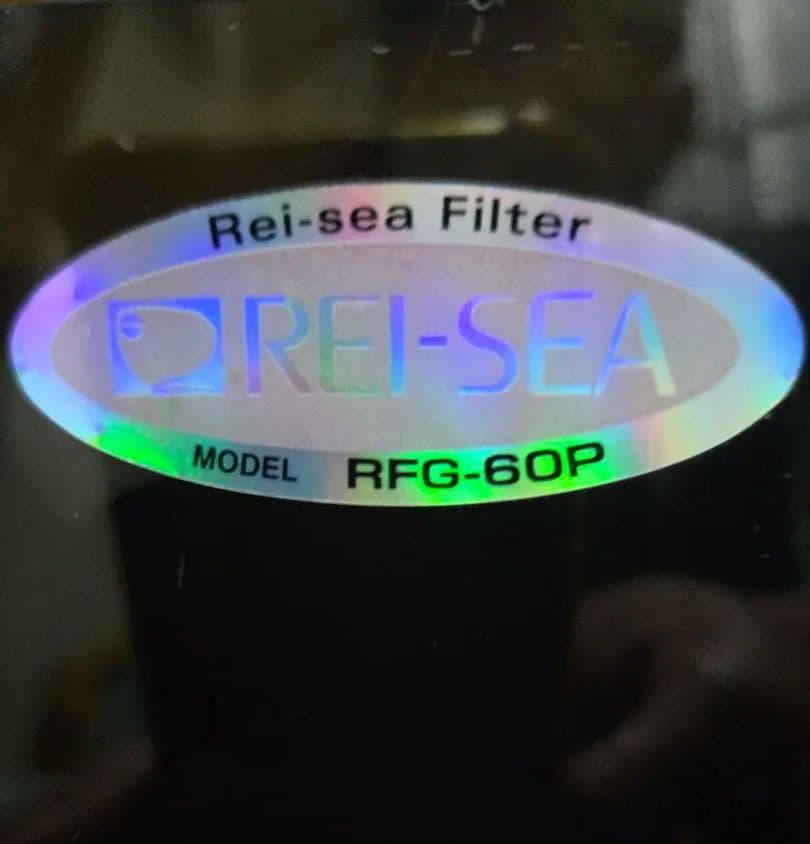 Rei-sea Filter
REI-SEA
MODEL RFG-60P